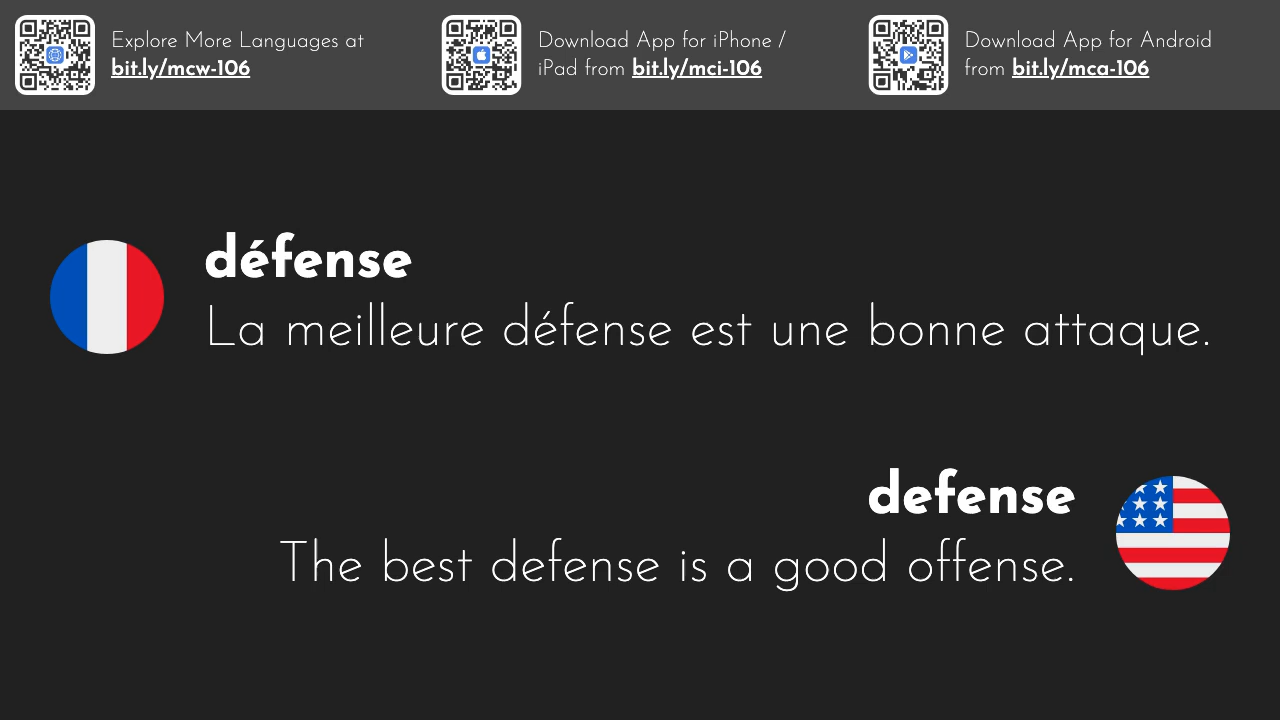 Explore More Languages at
bit.ly/mcw-106
Download App for iPhone /
iPad from bit.ly/mci-106
Download App for Android
from bit.ly/mca-106
défense
La meilleure défense est une bonne attaque.
defense
The best defense is a good offense.